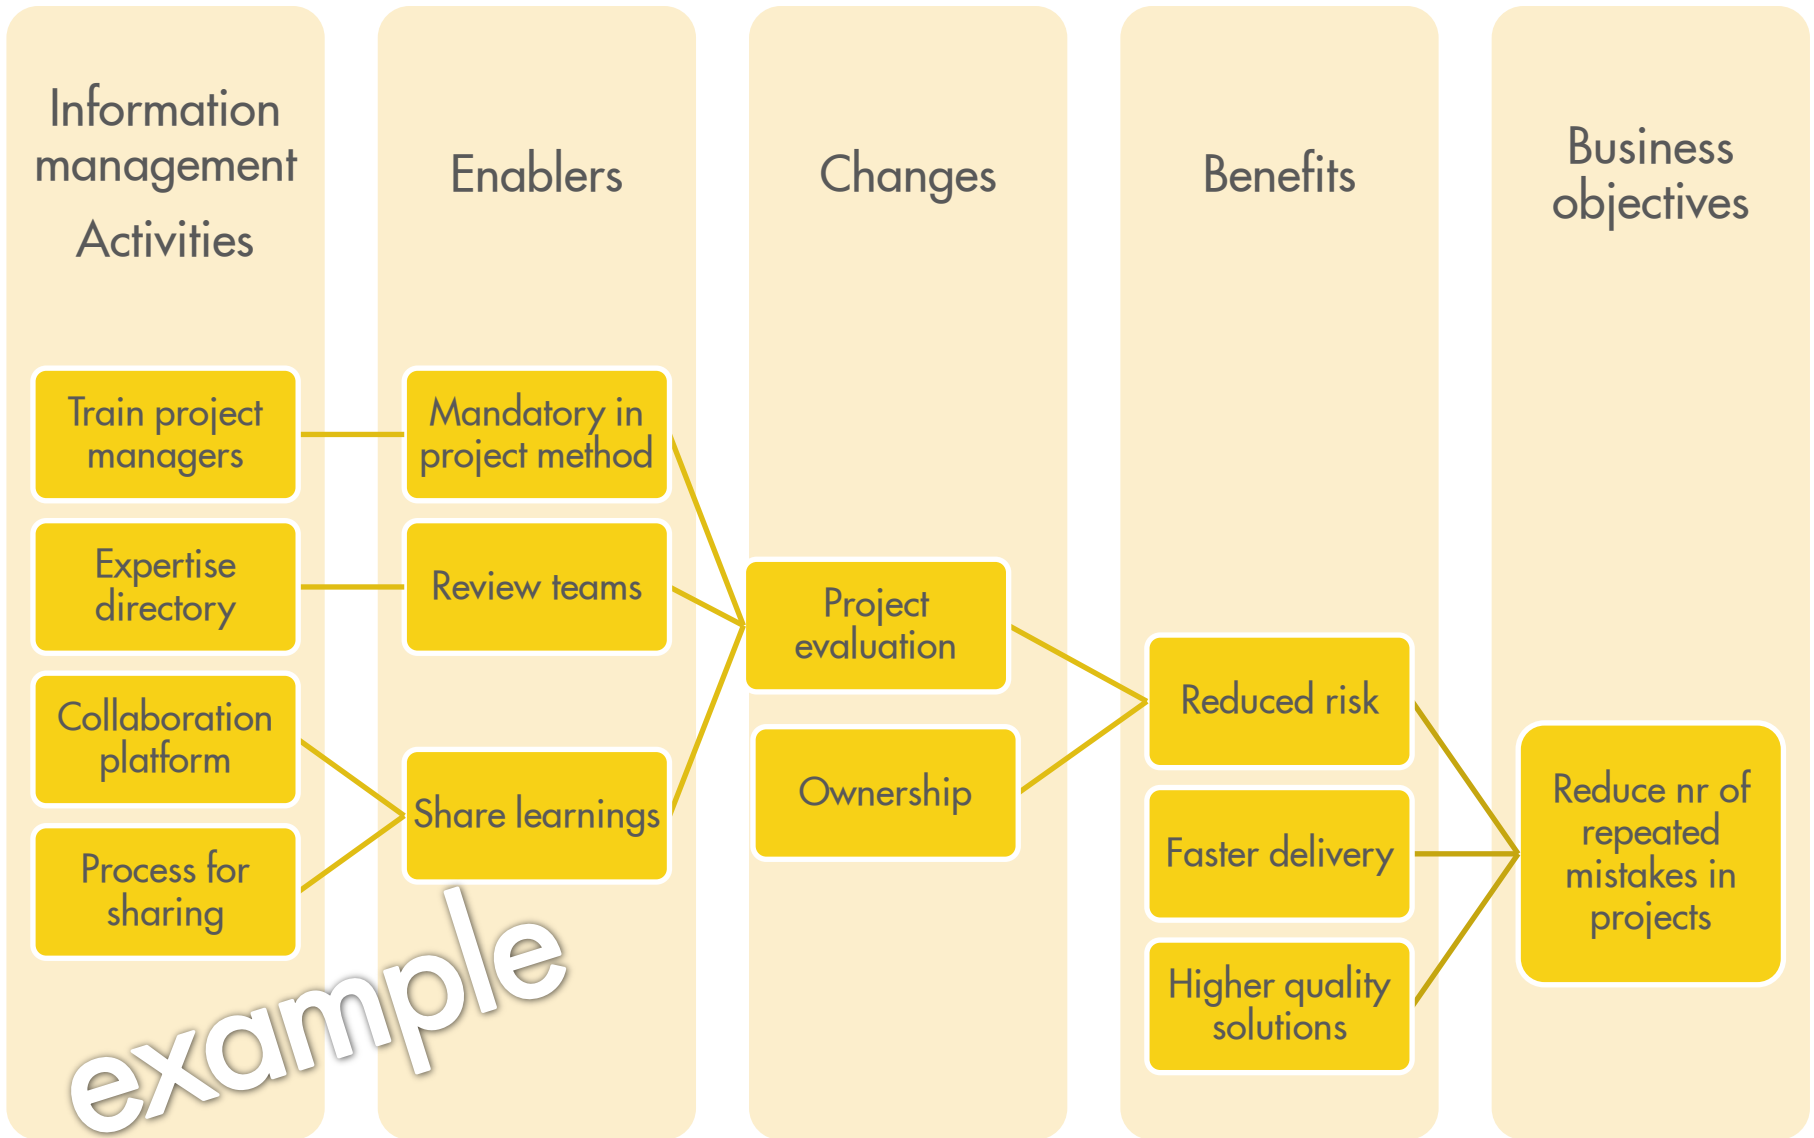 Information
management
Activities
Enablers
Changes
Benefits
Business
objectives
Train project
managers
Expertise
directory
Collaboration
platform
Process for
sharing
Mandatory in
project method
Review teams
Share learnings
Project
evaluation
Ownership
Reduced risk
Faster delivery
Higher quality
solutions
Reduce nr of
repeated
mistakes in
projects
example